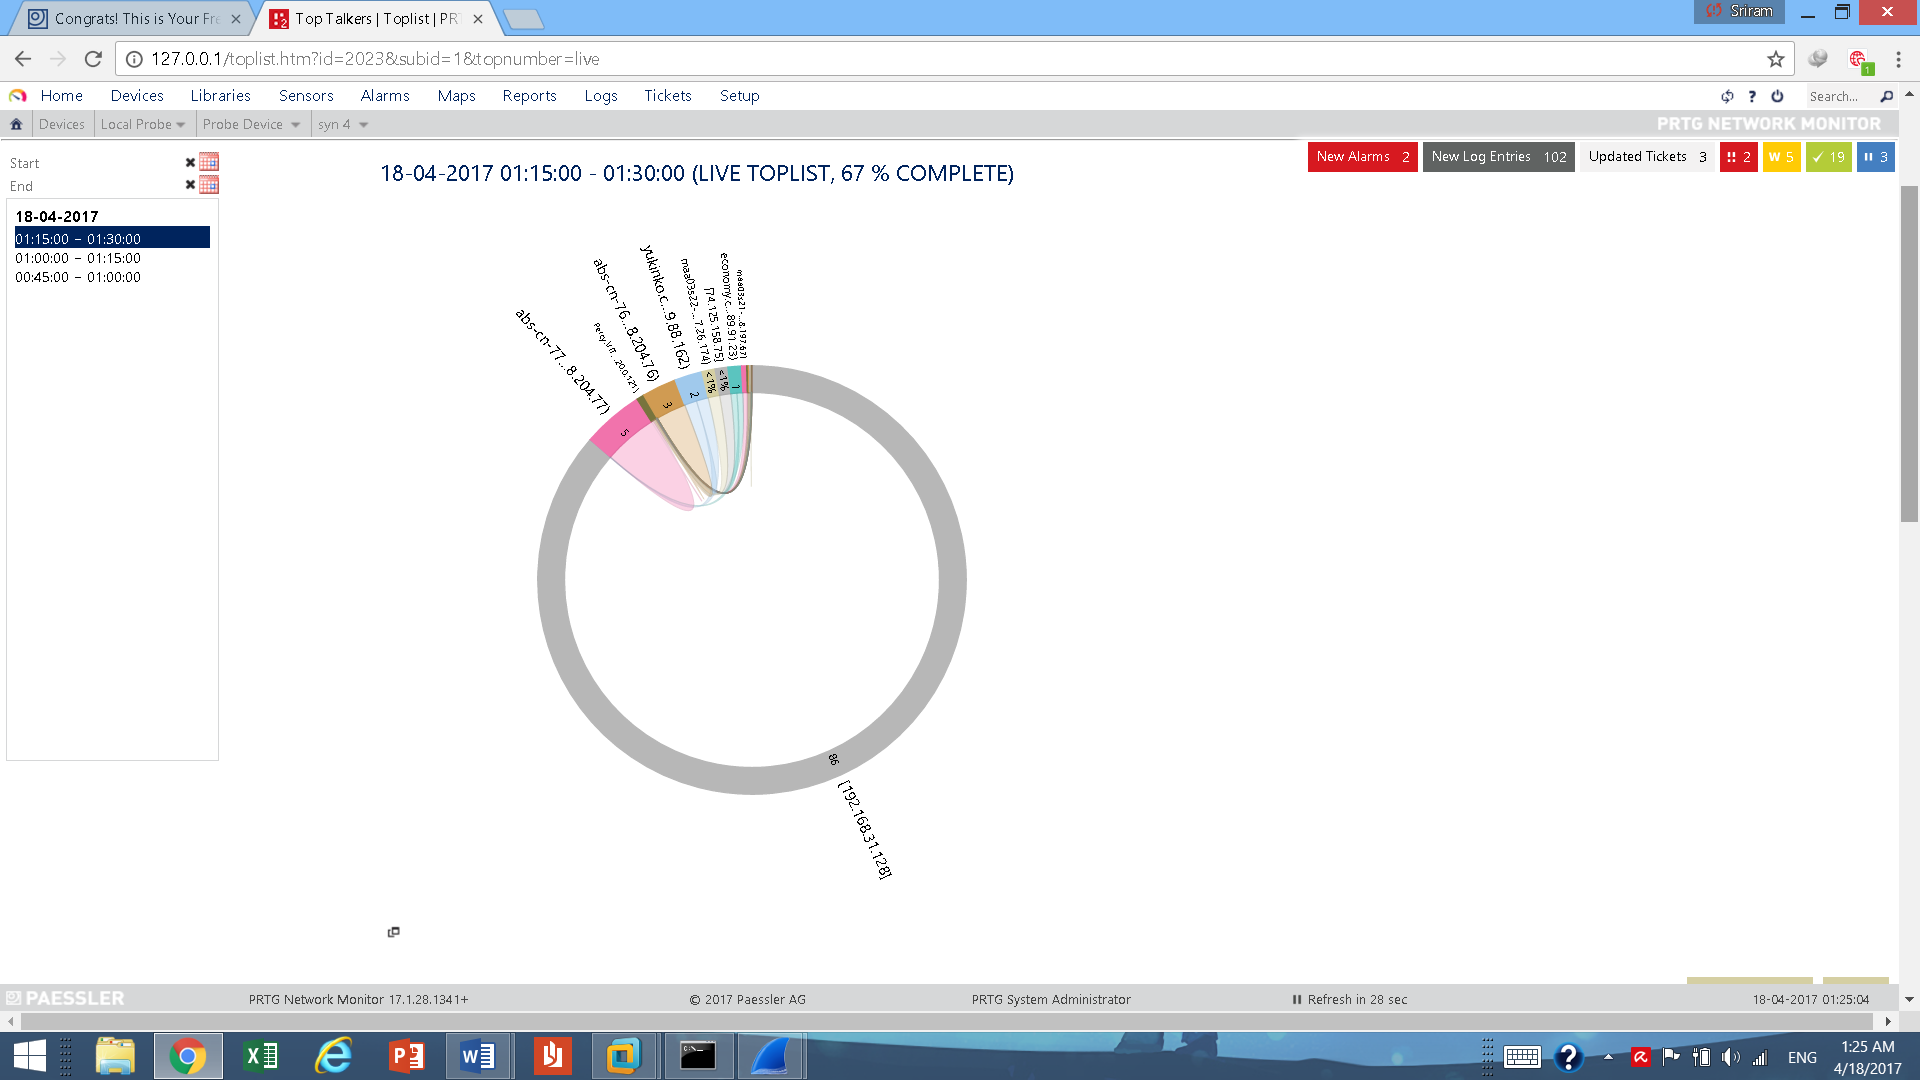 Congrats! This is Your Fre
Top Talkers | Toplist | PR
Sriram
127.0.0.1/toplist.htm?id=2023&subid=1&topnumber=live
1
Home Devices Libraries Sensors Alarms Maps Reports Logs Tickets Setup
Search...
Devices Local Probe Probe Device syn 4
PRTG NETWORK MONITOR
New Alarms 2 New Log Entries 102 Updated Tickets 3 !! 2 W 5 19 3
Start
End
18-04-2017
01:15:00 - 01:30:00
01:00:00 - 01:15:00
00:45:00 - 01:00:00
18-04-2017 01:15:00 - 01:30:00 (LIVE TOPLIST, 67 % COMPLETE)
abs-cn-77...8.204.77)
abs-cn-76...8.204.76)
yukinko.c...9.88.162)
maa03s22-...7.26.174)
[74.125.158.75]
economy.c...89.91.23)
maa03s21-...8.197.67)
5
3
2
<1%
<1%
1
86
[192.168.31.128]
PAESSLER
PRTG Network Monitor 17.1.28.1341+
© 2017 Paessler AG
PRTG System Administrator
Refresh in 28 sec
18-04-2017 01:25:04
ENG
1:25 AM
4/18/2017